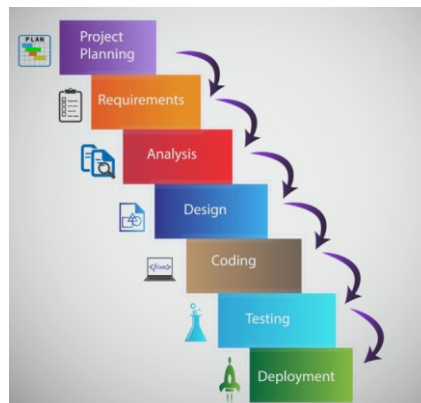 PLAN
Project
Planning
Requirements
Analysis
Design
Coding
Testing
Deployment